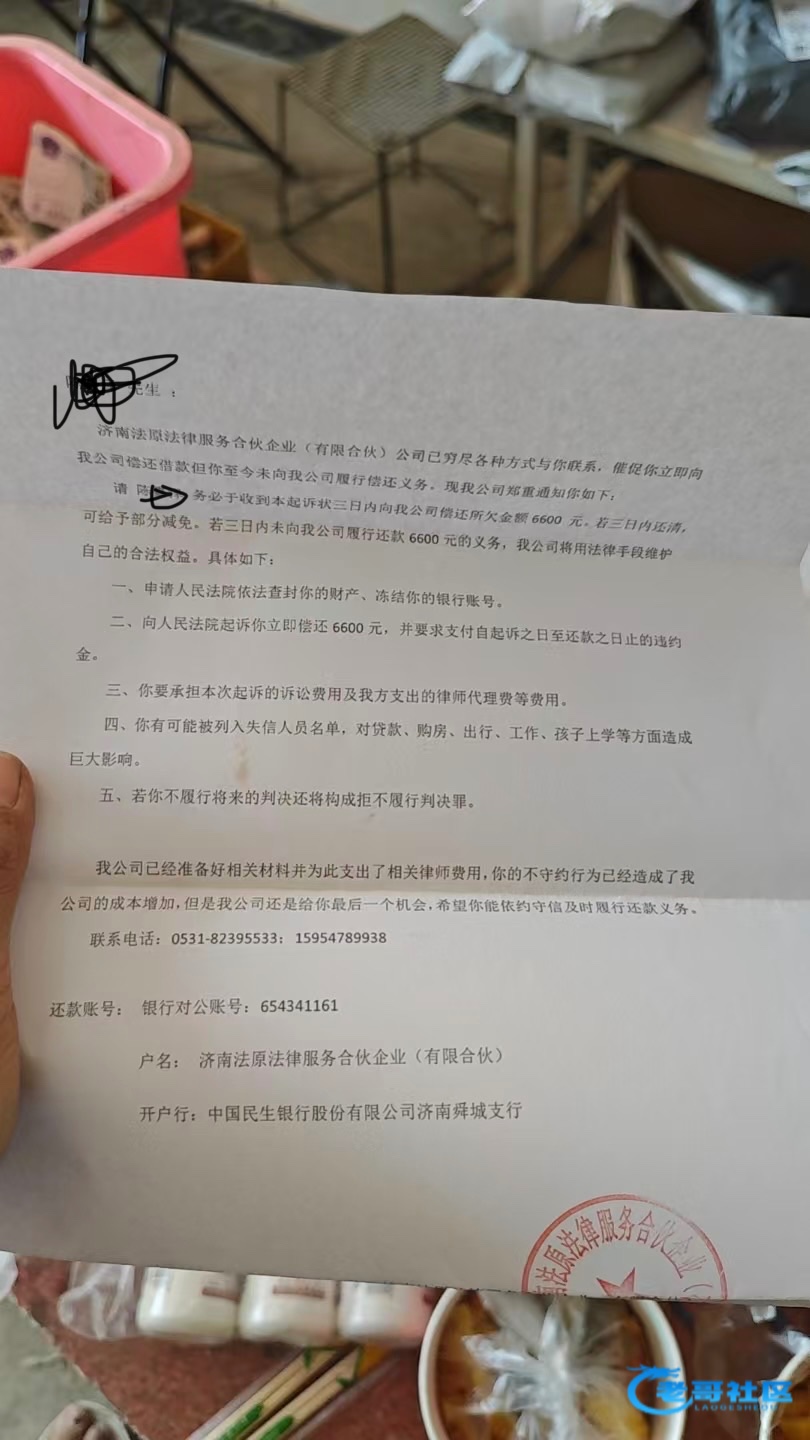 先生：
济南法原法律服务合伙企业（有限合伙）公司已穷尽各种方式与你联系，催促你立即向
我公司偿还借款但你至今未向我公司履行偿还义务。现我公司郑重通知你如下：
请 陈 务必于收到本起诉状三日内向我公司偿还所欠金额 6600 元。若三日内还清，
可给予部分减免。若三日内未向我公司履行还款 6600 元的义务，我公司将用法律手段维护
自己的合法权益。具体如下：
一、申请人民法院依法查封你的财产、冻结你的银行账号。
二、向人民法院起诉你立即偿还 6600 元，并要求支付自起诉之日至还款之日止的违约
金。
三、你要承担本次起诉的诉讼费用及我方支出的律师代理费等费用。
四、你有可能被列入失信人员名单，对贷款、购房、出行、工作、孩子上学等方面造成
巨大影响。
五、若你不履行将来的判决还将构成拒不履行判决罪。
我公司已经准备好相关材料并为此支出了相关律师费用，你的不守约行为已经造成了我
公司的成本增加，但是我公司还是给你最后一个机会，希望你能依约守信及时履行还款义务。
联系电话：0531-82395533；15954789938
还款账号： 银行对公账号：654341161
户名： 济南法原法律服务合伙企业（有限合伙）
开户行：中国民生银行股份有限公司济南舜城支行
法原法律服务合伙企业（
老哥社区
LAOGESHEQU